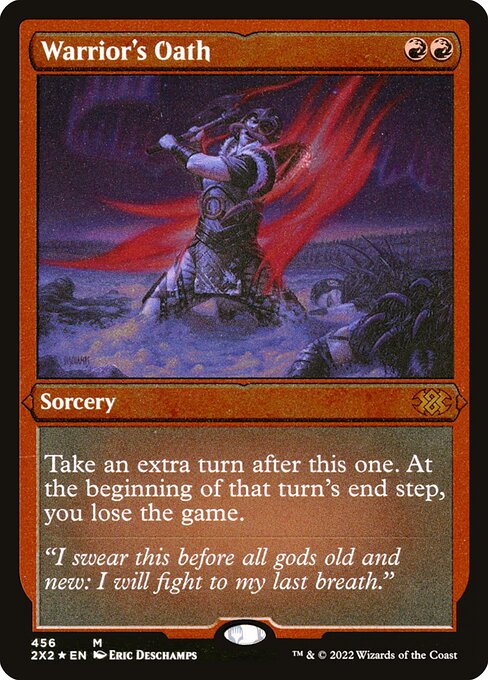 Warrior's Oath
Sorcery
Take an extra turn after this one. At
the beginning of that turn's end step,
you lose the game.
“I swear this before all gods old and
new: I will fight to my last breath.”
456 M
2X2 ★ EN Eric Deschamps
™ & © 2022 Wizards of the Coast